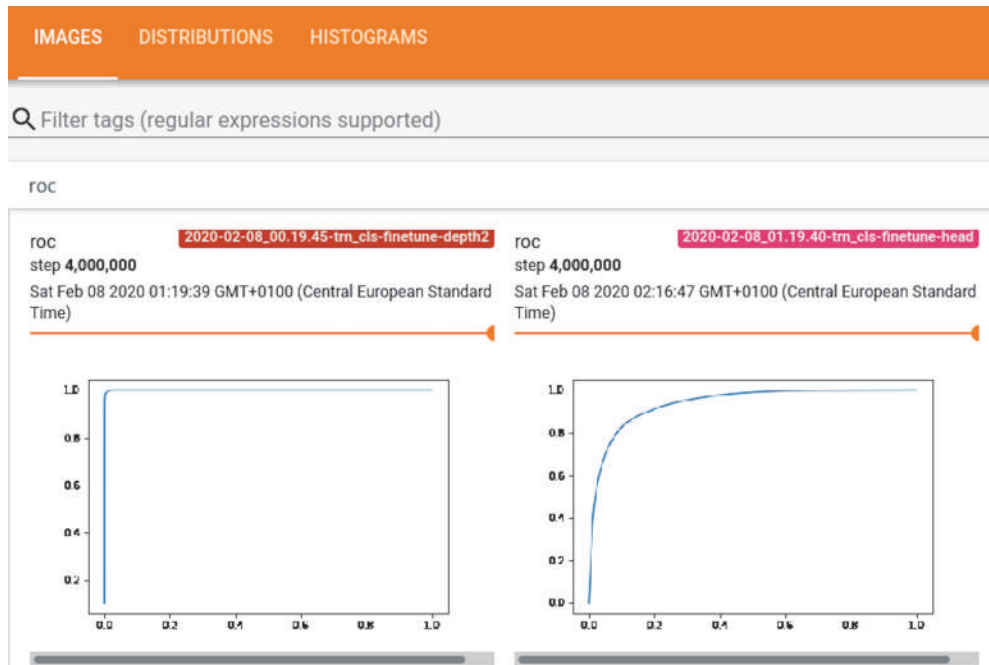 IMAGES DISTRIBUTIONS HISTOGRAMS
Filter tags (regular expressions supported)
roc
roc 2020-02-08_00.19.45-trn_cls-finetune-depth2
step 4,000,000
Sat Feb 08 2020 01:19:39 GMT+0100 (Central European Standard
Time)
1.0
0.8
0.6
0.4
0.2
0.0 0.2 0.4 0.6 0.8 1.0
roc 2020-02-08_01.19.40-trn_cls-finetune-head
step 4,000,000
Sat Feb 08 2020 02:16:47 GMT+0100 (Central European Standard
Time)
1.0
0.8
0.6
0.4
0.2
0.0
0.0 0.2 0.4 0.6 0.8 1.0